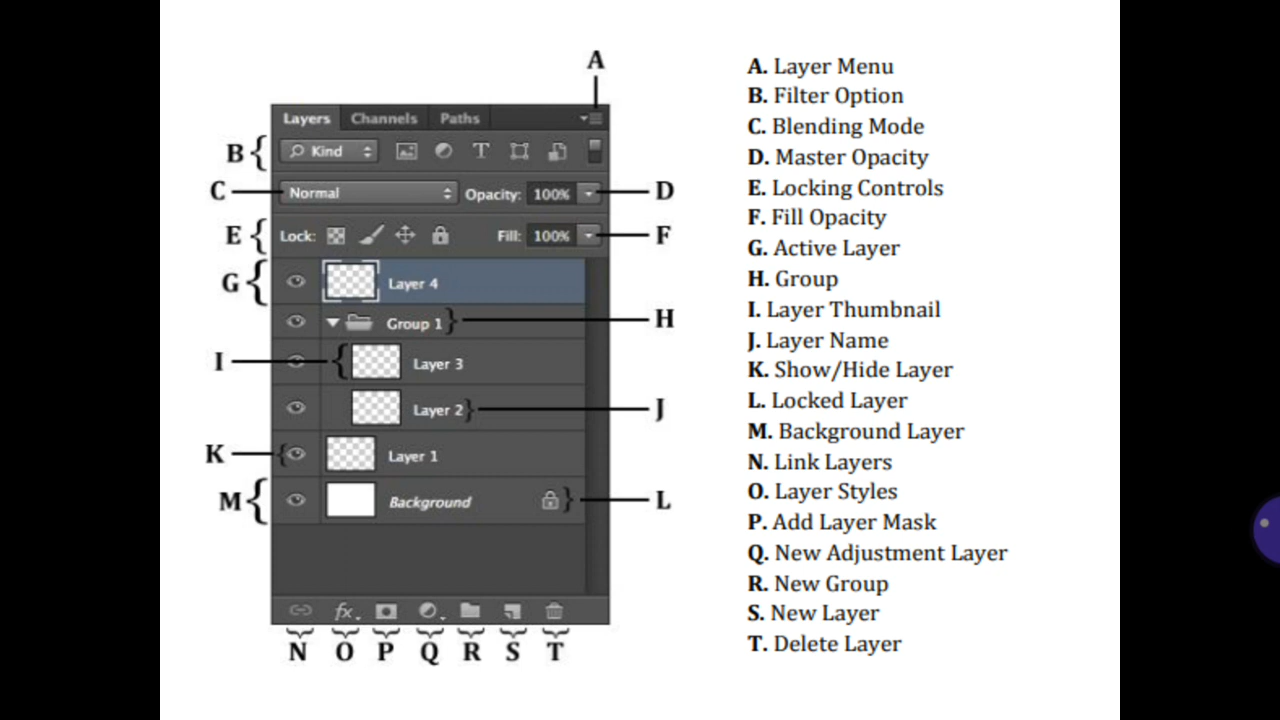 A
Layers Channels Paths
B Kind T
C Normal Opacity: 100% D
E Lock: Fill: 100% F
G Layer 4
Group 1 H
I Layer 3
Layer 2 J
K Layer 1
M Background L
fx
N O P Q R S T
A. Layer Menu
B. Filter Option
C. Blending Mode
D. Master Opacity
E. Locking Controls
F. Fill Opacity
G. Active Layer
H. Group
I. Layer Thumbnail
J. Layer Name
K. Show/Hide Layer
L. Locked Layer
M. Background Layer
N. Link Layers
O. Layer Styles
P. Add Layer Mask
Q. New Adjustment Layer
R. New Group
S. New Layer
T. Delete Layer